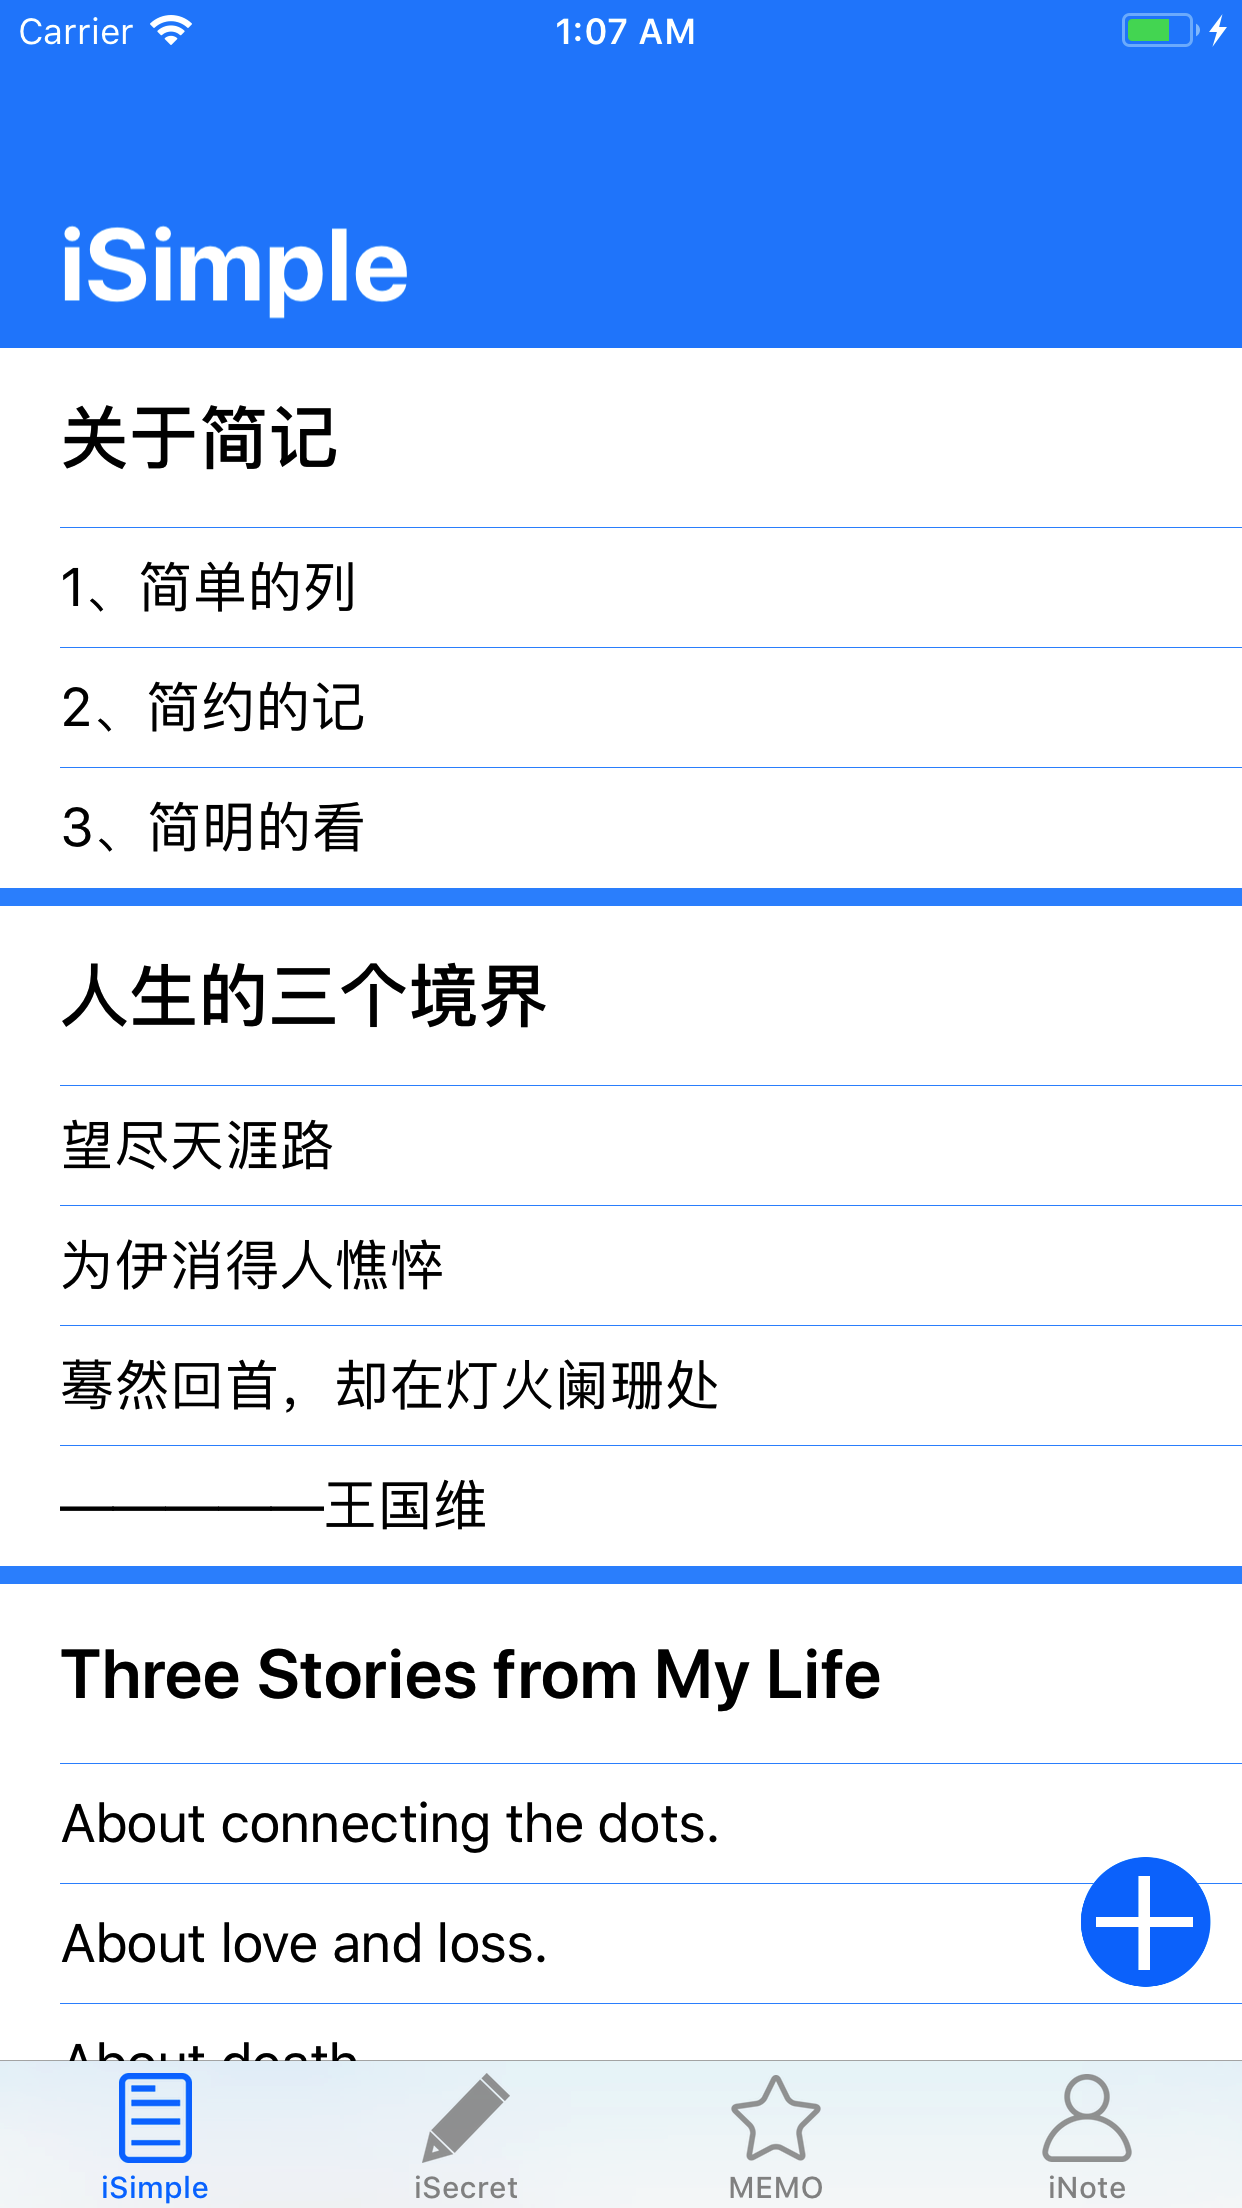 Carrier 1:07 AM
iSimple
关于简记
1、简单的列
2、简约的记
3、简明的看
人生的三个境界
望尽天涯路
为伊消得人憔悴
蓦然回首，却在灯火阑珊处
—————王国维
Three Stories from My Life
About connecting the dots.
About love and loss.
About death
iSimple iSecret MEMO iNote